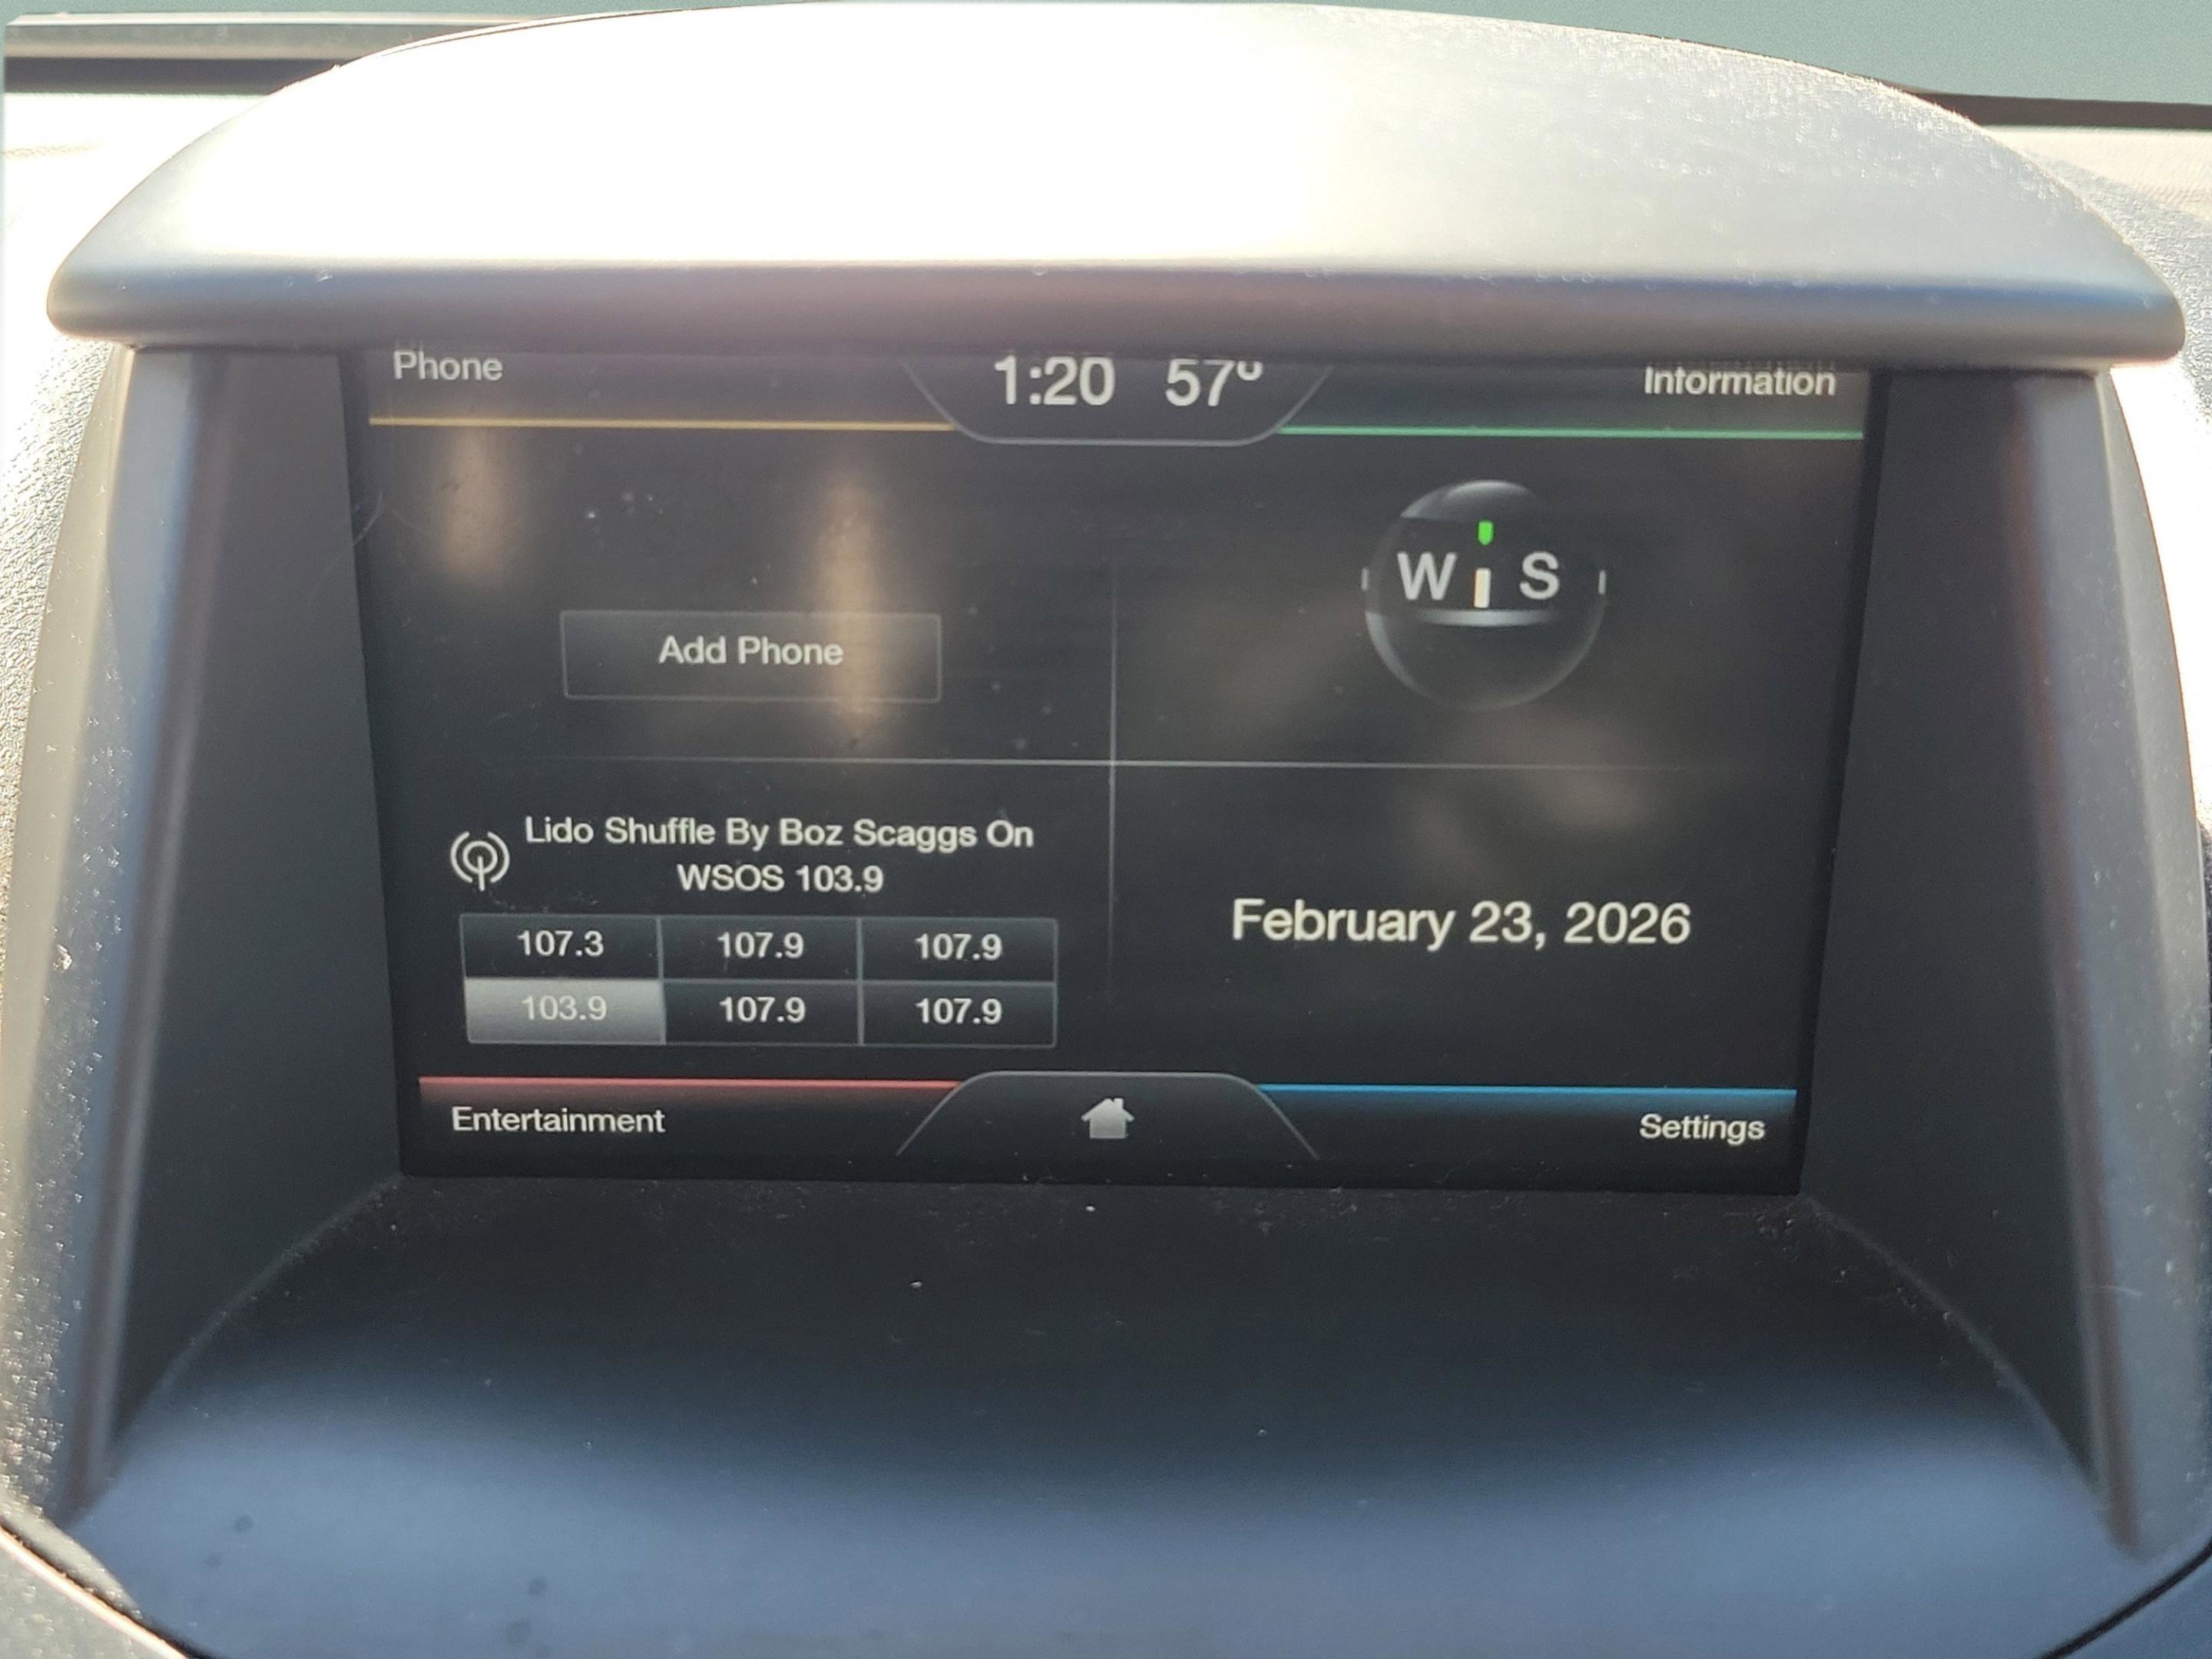 Phone
1:20 57°
Information
W S
Add Phone
Lido Shuffle By Boz Scaggs On
WSOS 103.9
107.3 107.9 107.9
103.9 107.9 107.9
February 23, 2026
Entertainment
Settings